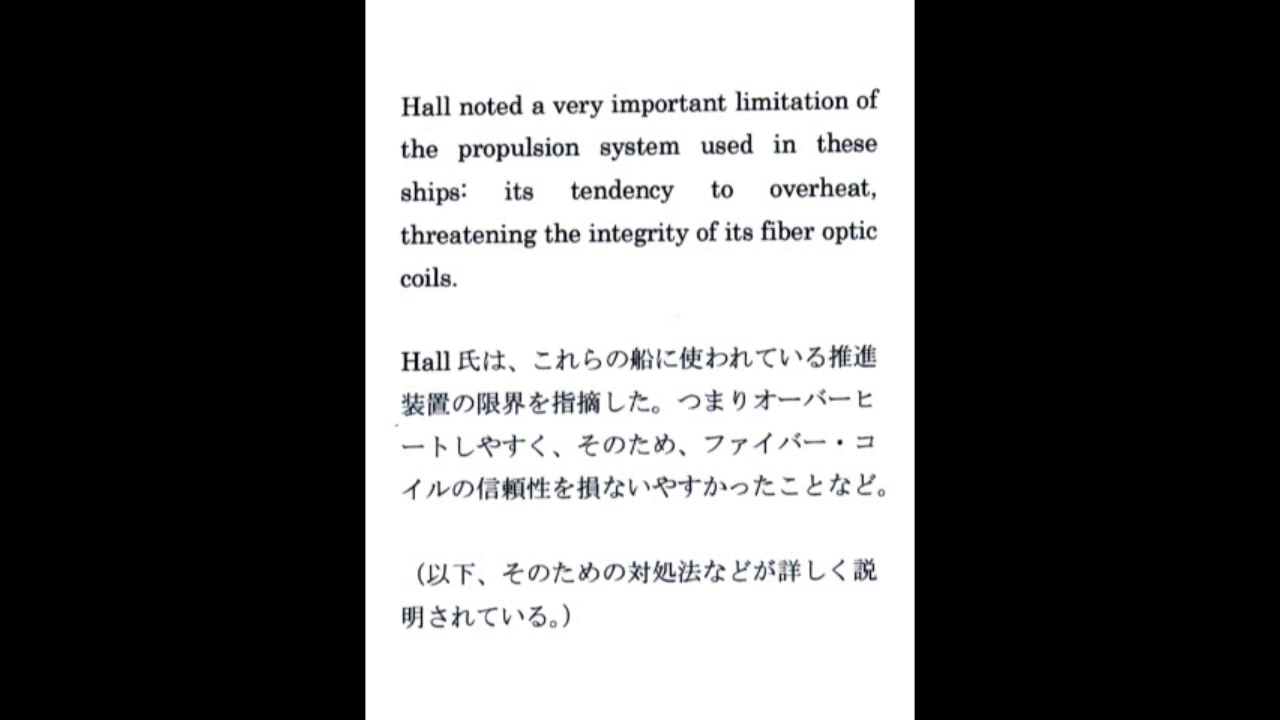 Hall noted a very important limitation of
the propulsion system used in these
ships: its tendency to overheat,
threatening the integrity of its fiber optic
coils.
Hall 氏は、これらの船に使われている推進
装置の限界を指摘した。つまりオーバーヒ
ートしやすく、そのため、ファイバー・コ
イルの信頼性を損ないやすかったことなど。
（以下、そのための対処法などが詳しく説
明されている。）